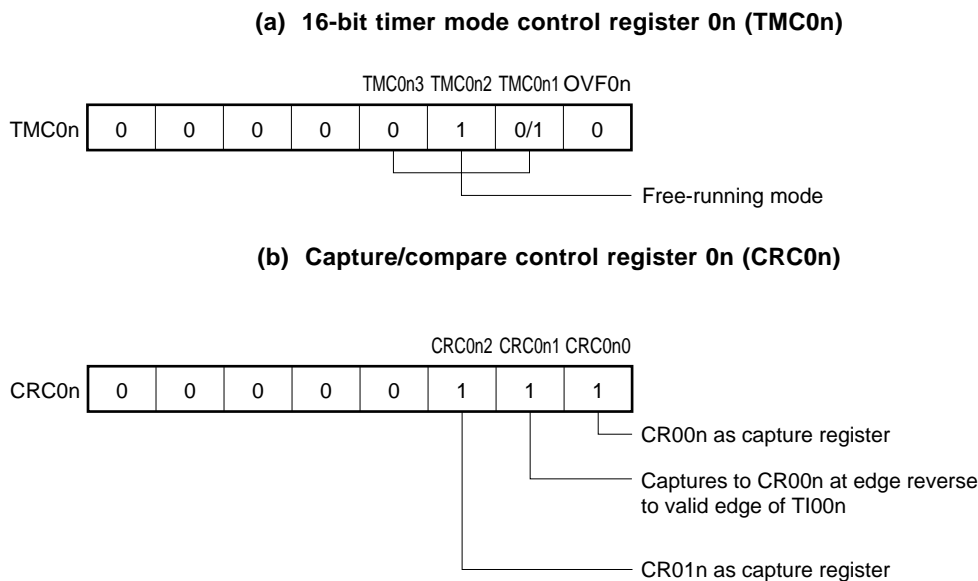 (a) 16-bit timer mode control register 0n (TMC0n)
TMC0n3 TMC0n2 TMC0n1 OVF0n
TMC0n 0 0 0 0 0 1 0/1 0
Free-running mode
(b) Capture/compare control register 0n (CRC0n)
CRC0n2 CRC0n1 CRC0n0
CRC0n 0 0 0 0 0 1 1 1
CR00n as capture register
Captures to CR00n at edge reverse
to valid edge of TI00n
CR01n as capture register